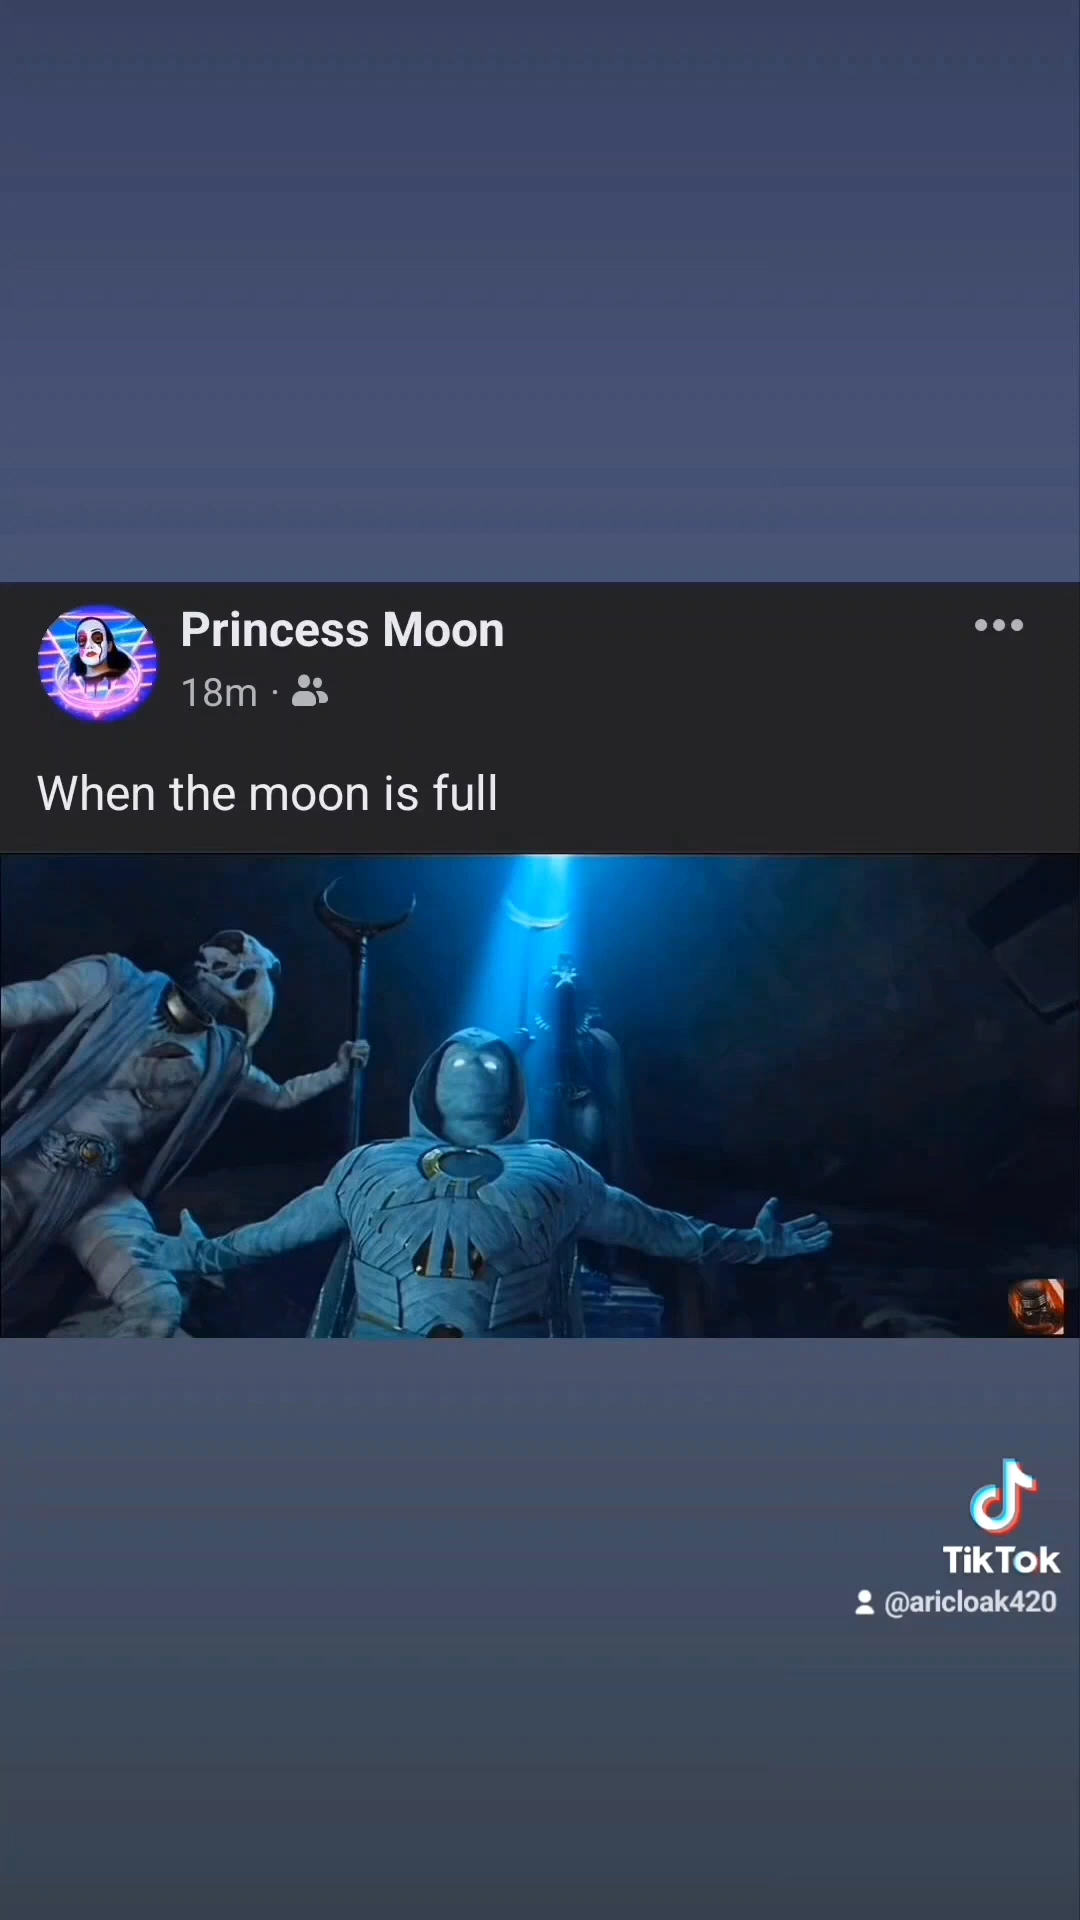 Princess Moon
18m ·
When the moon is full
TikTok
@aricloak420